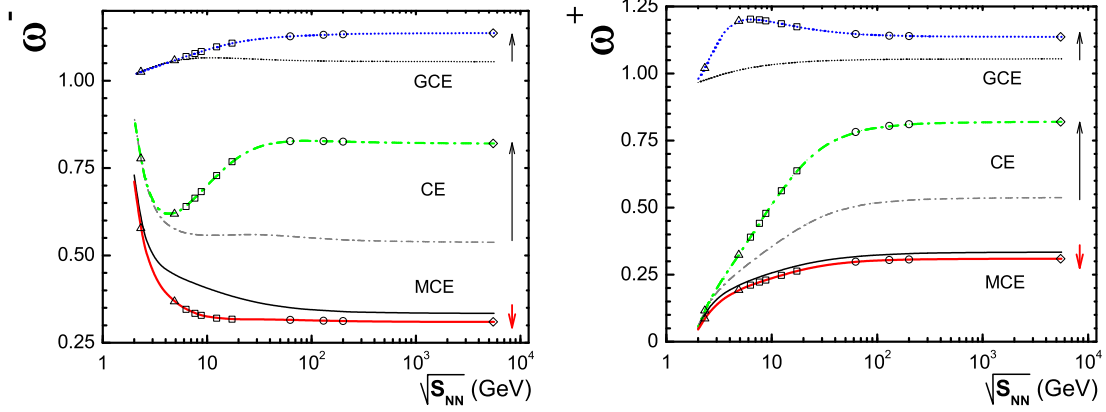 ω⁻
1.00
0.75
0.50
0.25
GCE
CE
MCE
1 10 10² 10³ 10⁴
√S_NN (GeV)
ω⁺
1.25
1.00
0.75
0.50
0.25
0
GCE
CE
MCE
1 10 10² 10³ 10⁴
√S_NN (GeV)